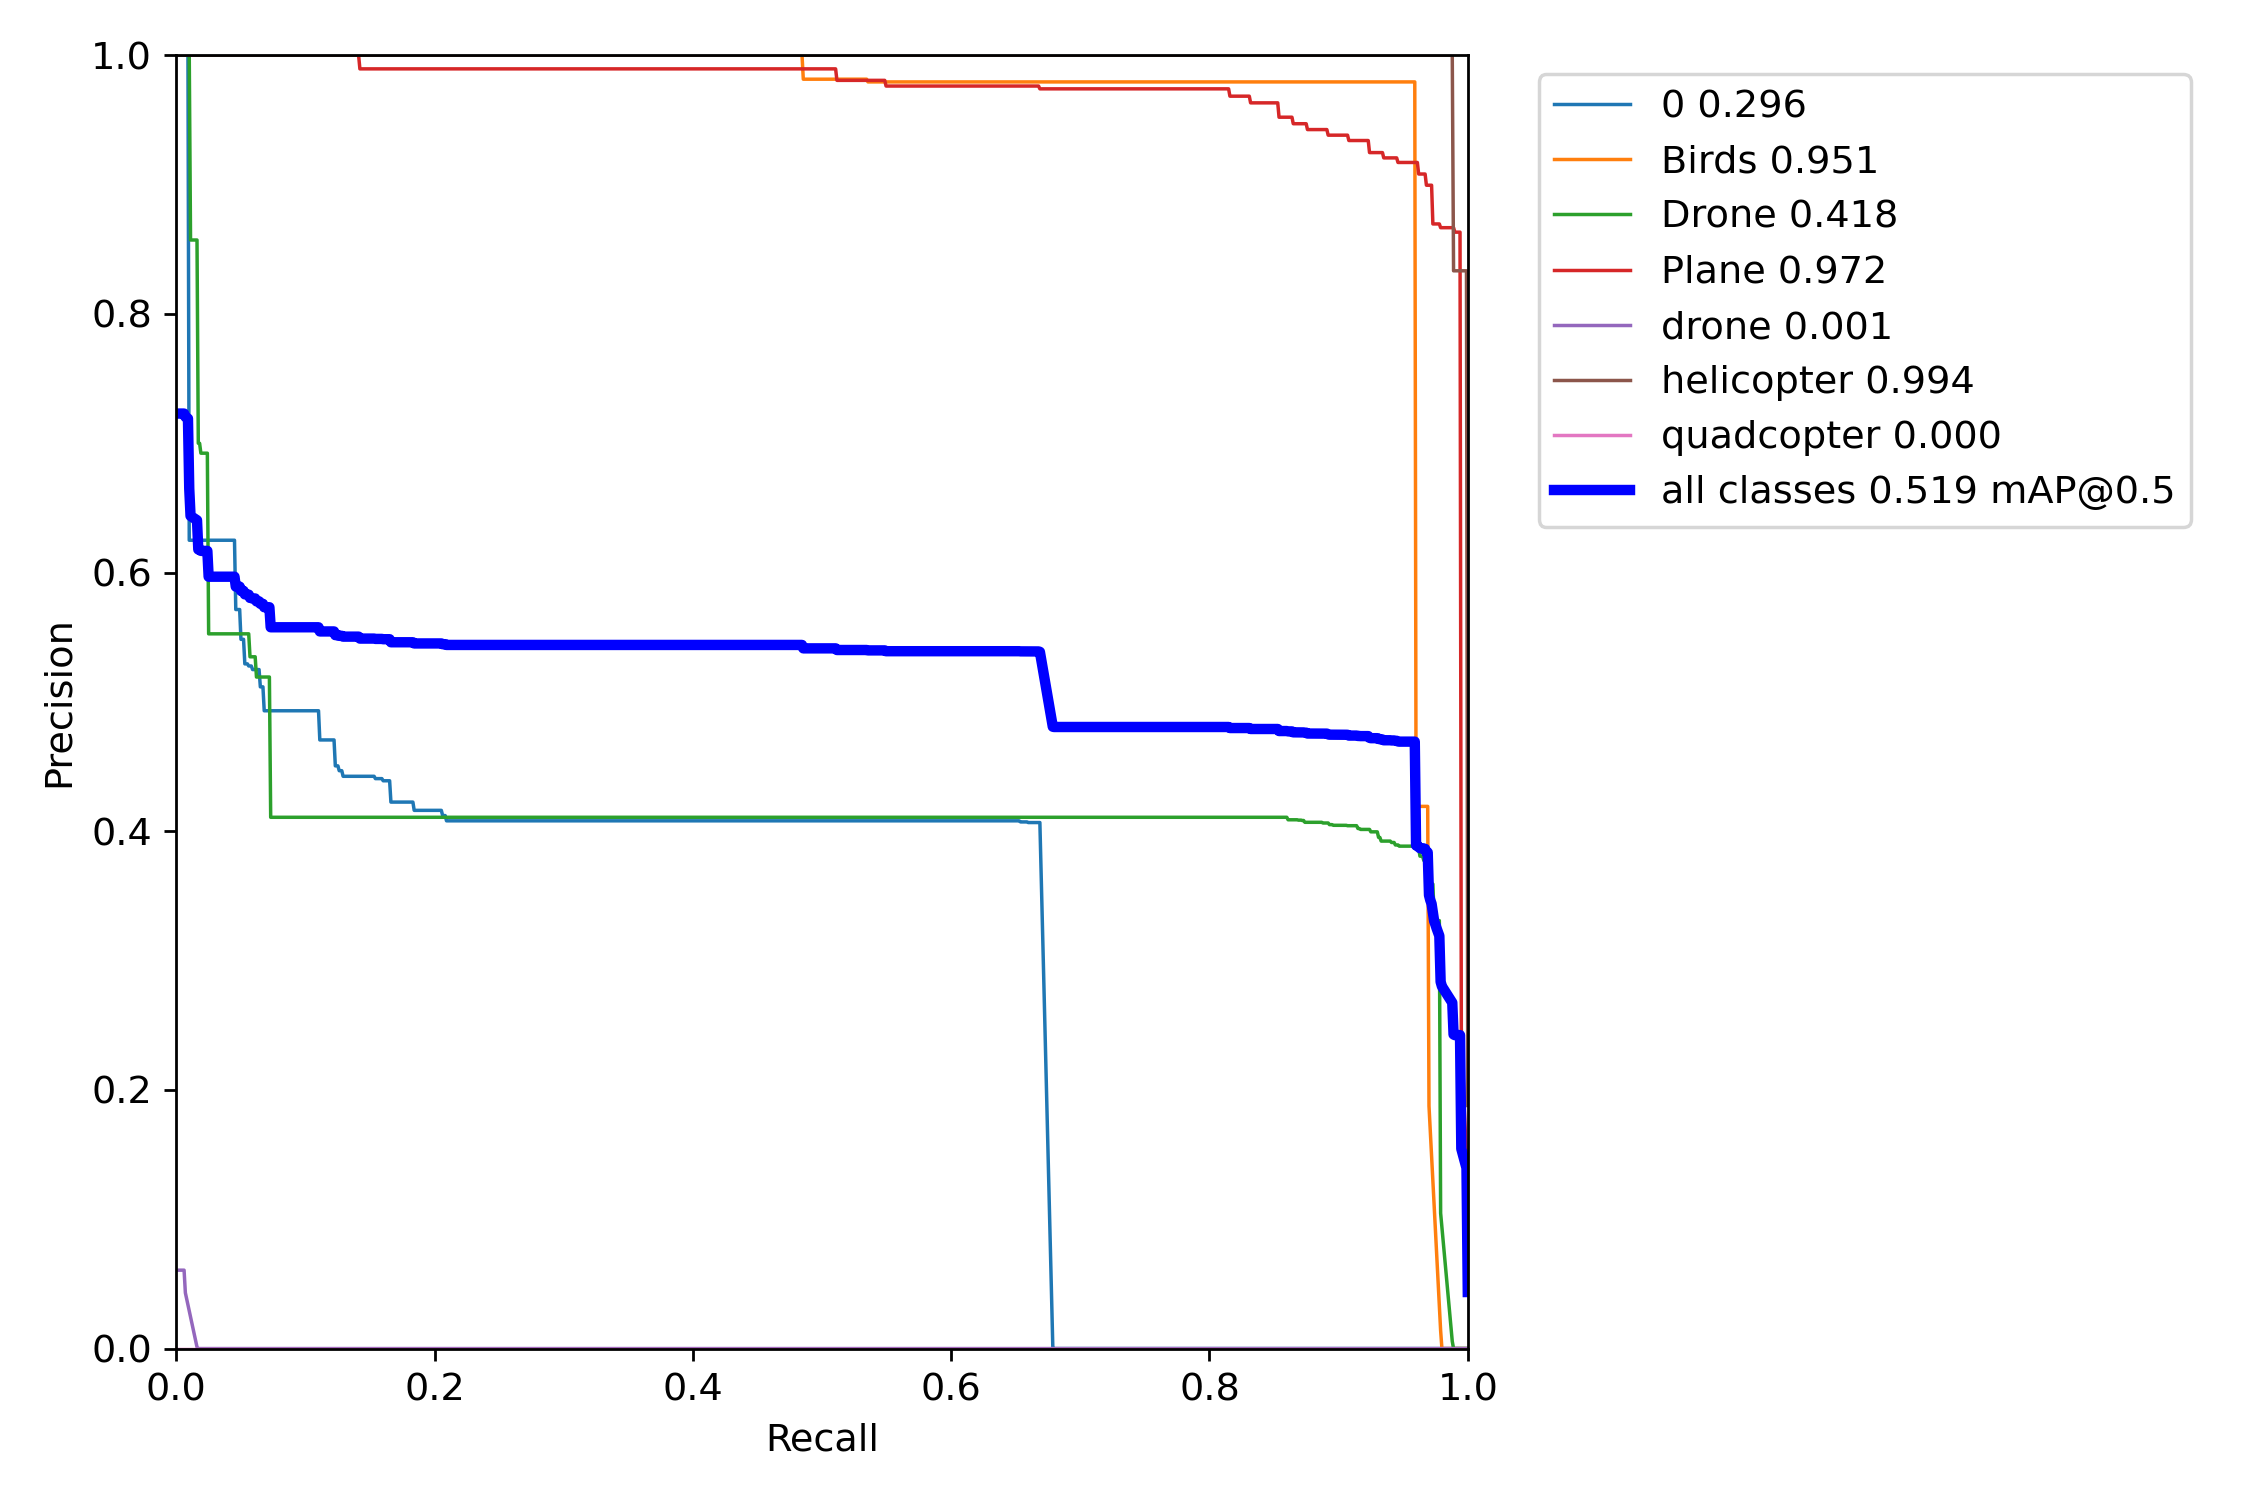 1.0
0.8
0.6
0.4
0.2
0.0
Precision
0.0 0.2 0.4 0.6 0.8 1.0
Recall
0 0.296
Birds 0.951
Drone 0.418
Plane 0.972
drone 0.001
helicopter 0.994
quadcopter 0.000
all classes 0.519 mAP@0.5